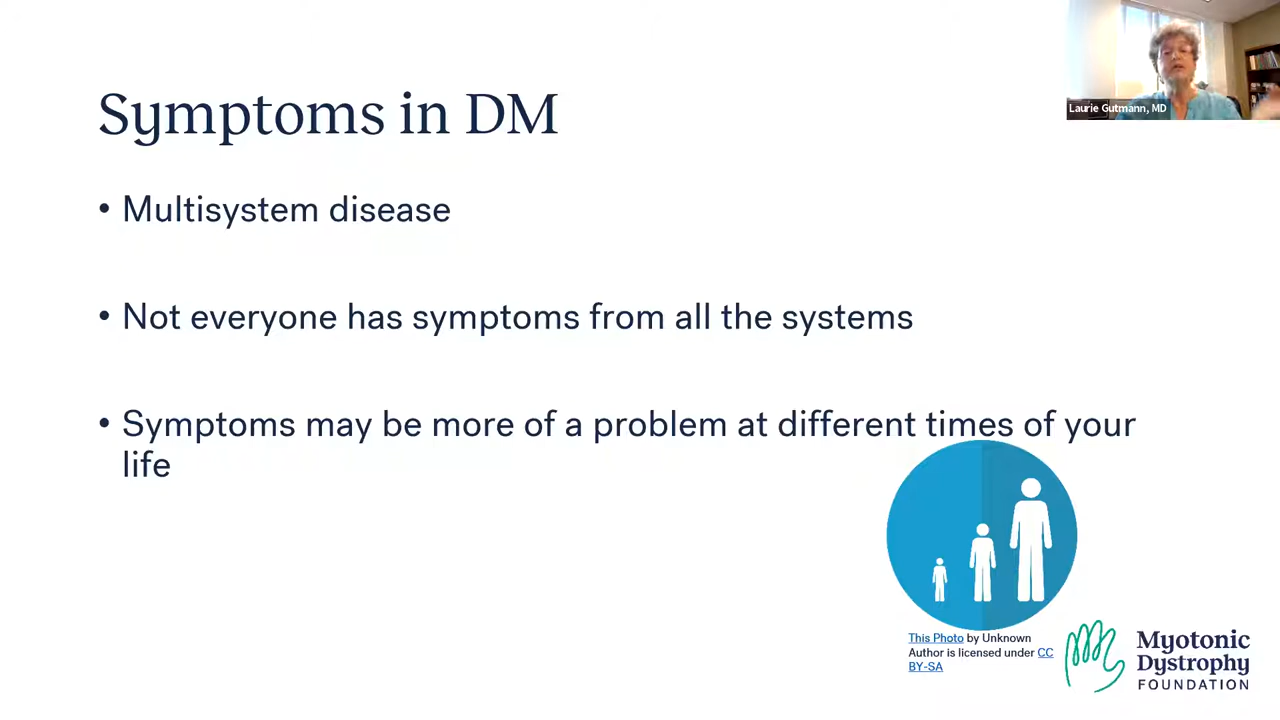 Laurie Gutmann, MD
Symptoms in DM
• Multisystem disease
• Not everyone has symptoms from all the systems
• Symptoms may be more of a problem at different times of your
life
This Photo by Unknown
Author is licensed under CC
BY-SA
Myotonic
Dystrophy
FOUNDATION